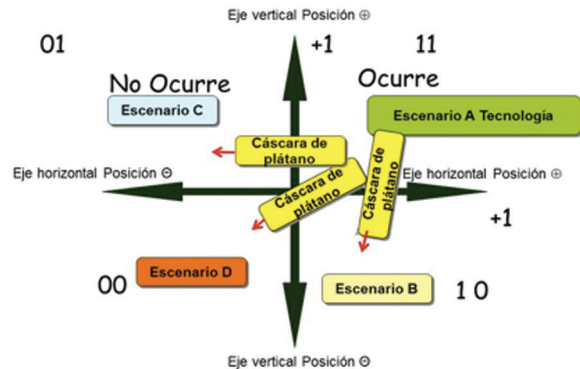 Eje vertical Posición ⊕
01
+1
11
No Ocurre
Ocurre
Escenario C
Escenario A Tecnología
Cáscara de
plátano
Cáscara de
plátano
Cáscara de
plátano
Eje horizontal Posición ⊖
Eje horizontal Posición ⊕
+1
00
Escenario D
Escenario B
1 0
Eje vertical Posición ⊖